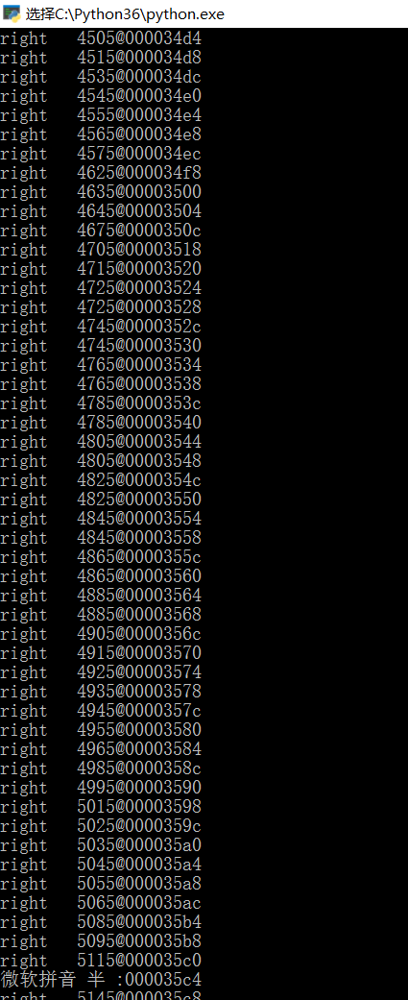 选择C:\Python36\python.exe
right 4505@000034d4
right 4515@000034d8
right 4535@000034dc
right 4545@000034e0
right 4555@000034e4
right 4565@000034e8
right 4575@000034ec
right 4625@000034f8
right 4635@00003500
right 4645@00003504
right 4675@0000350c
right 4705@00003518
right 4715@00003520
right 4725@00003524
right 4725@00003528
right 4745@0000352c
right 4745@00003530
right 4765@00003534
right 4765@00003538
right 4785@0000353c
right 4785@00003540
right 4805@00003544
right 4805@00003548
right 4825@0000354c
right 4825@00003550
right 4845@00003554
right 4845@00003558
right 4865@0000355c
right 4865@00003560
right 4885@00003564
right 4885@00003568
right 4905@0000356c
right 4915@00003570
right 4925@00003574
right 4935@00003578
right 4945@0000357c
right 4955@00003580
right 4965@00003584
right 4985@0000358c
right 4995@00003590
right 5015@00003598
right 5025@0000359c
right 5035@000035a0
right 5045@000035a4
right 5055@000035a8
right 5065@000035ac
right 5085@000035b4
right 5095@000035b8
right 5115@000035c0
微软拼音 半 :000035c4
right 5145@000035c8